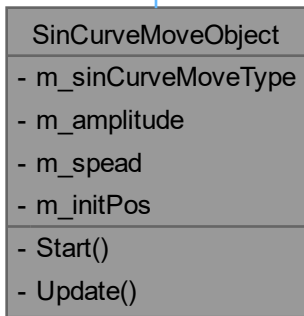 SinCurveMoveObject
- m_sinCurveMoveType
- m_amplitude
- m_spead
- m_initPos
- Start()
- Update()